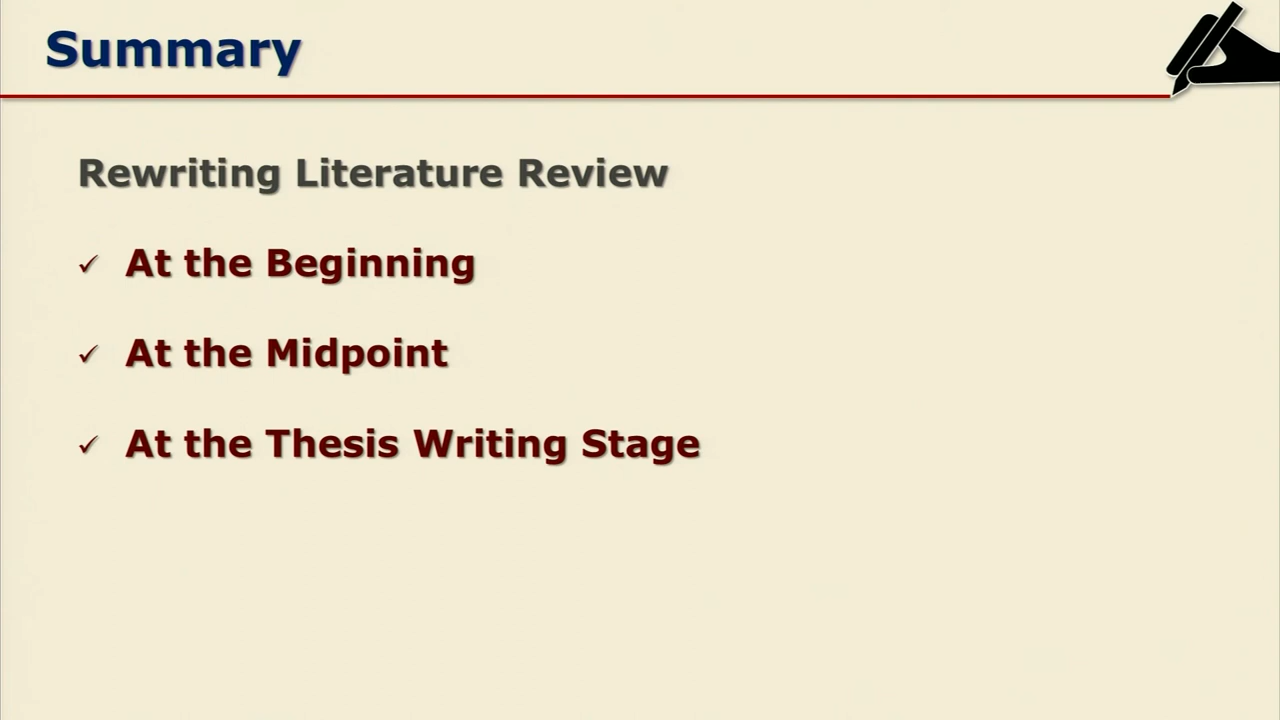 Summary
Rewriting Literature Review
✓ At the Beginning
✓ At the Midpoint
✓ At the Thesis Writing Stage